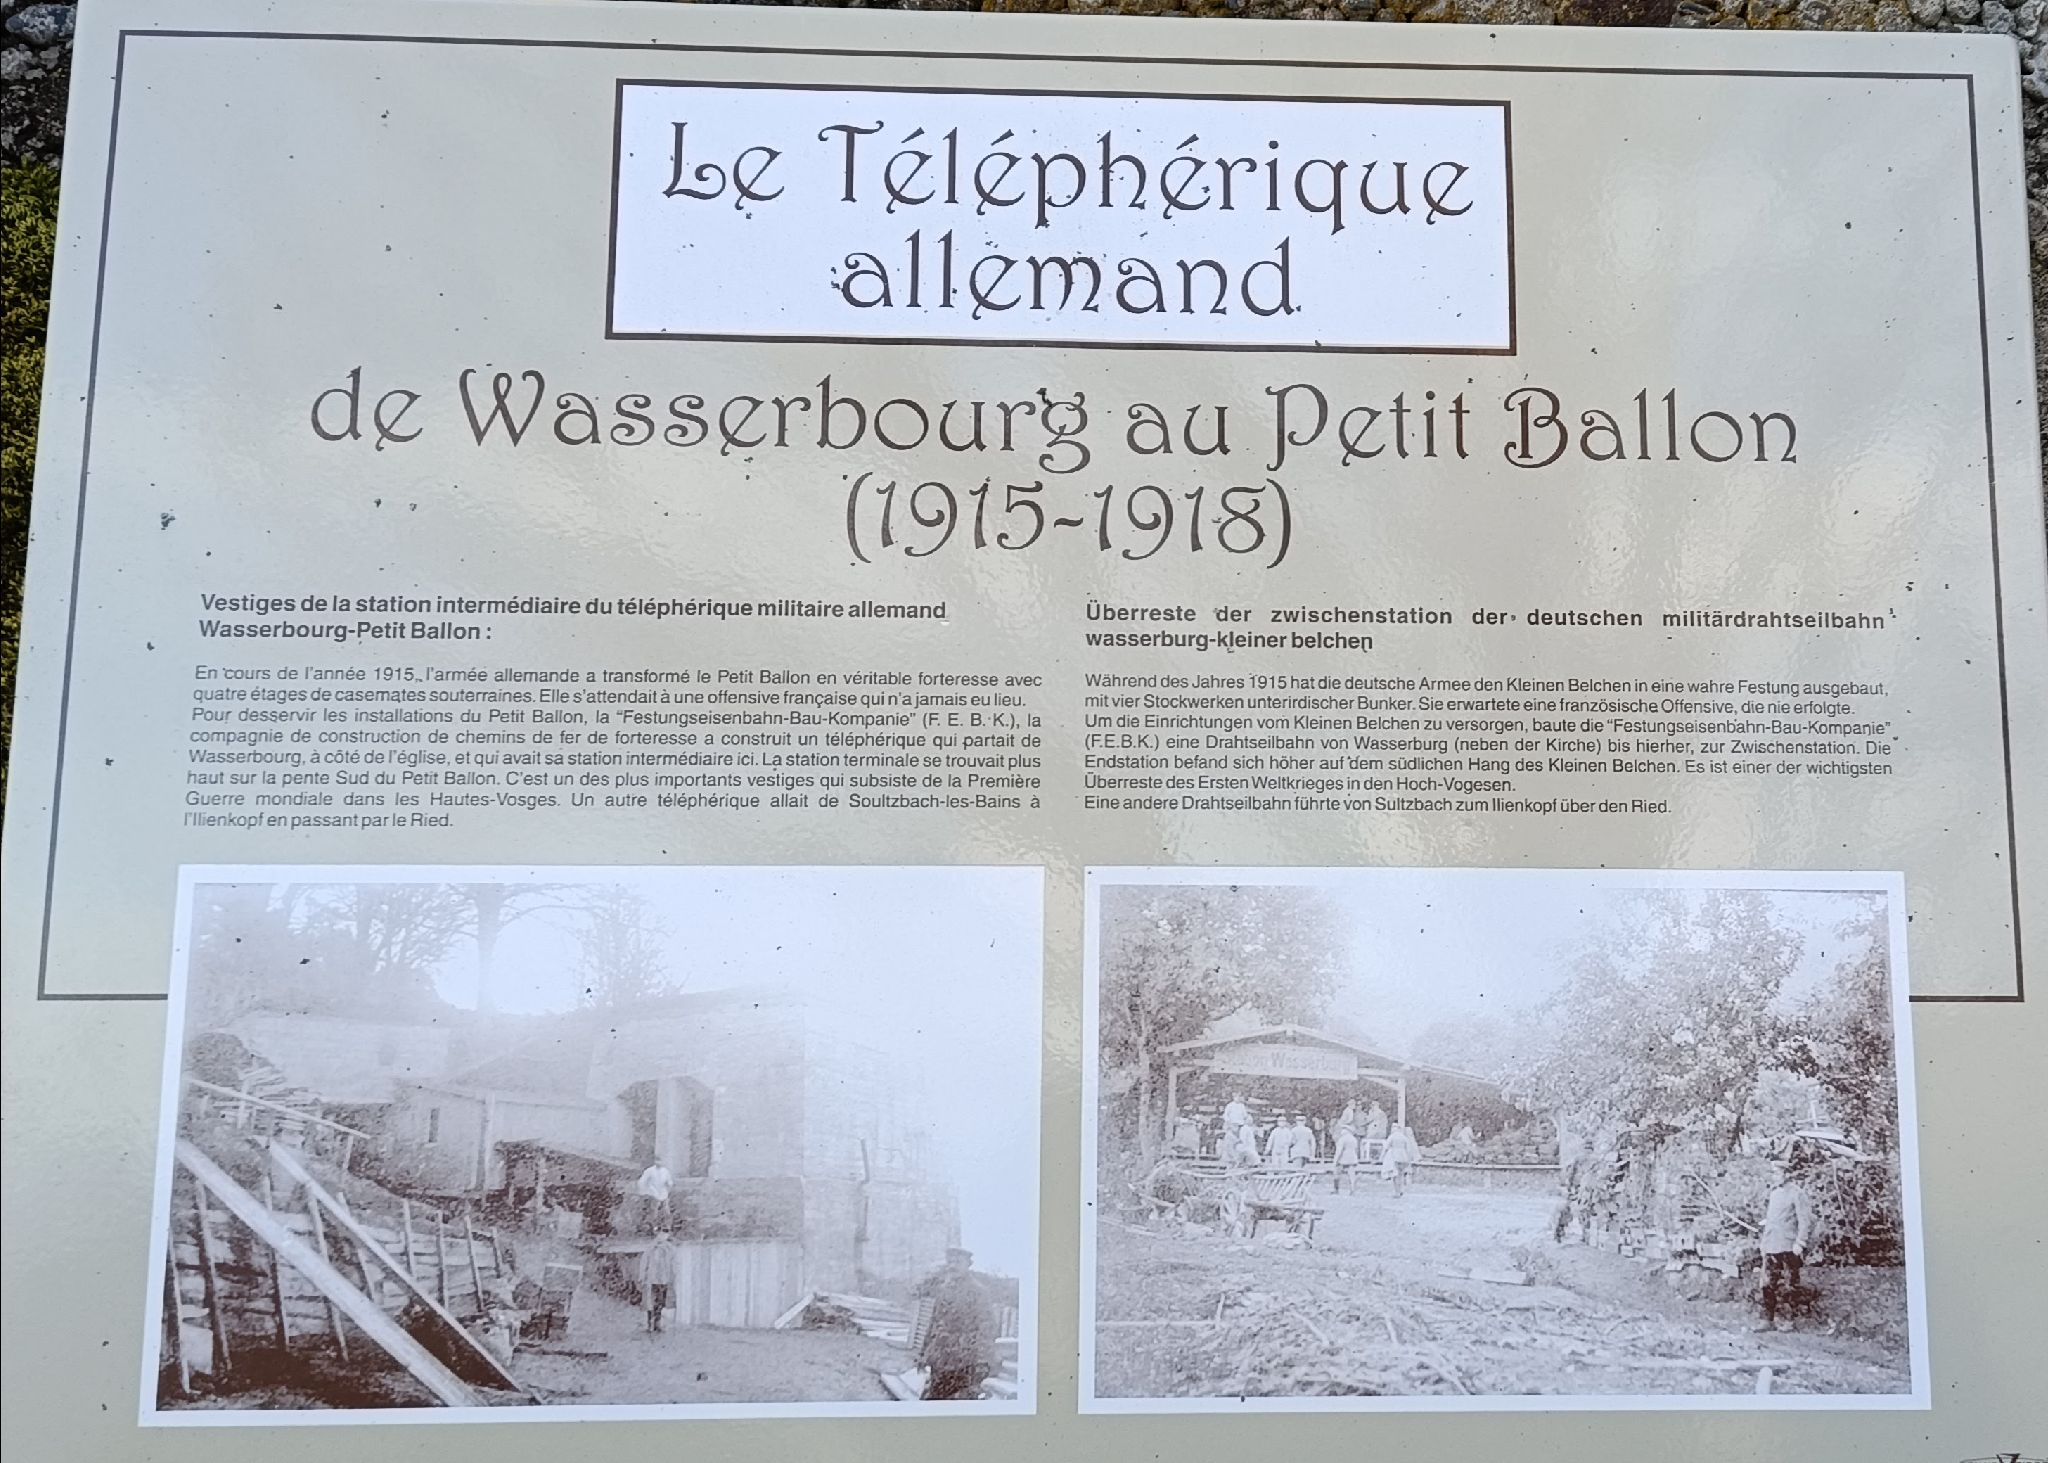 Le Téléphérique
allemand
de Wasserbourg au Petit Ballon
(1915-1918)
Vestiges de la station intermédiaire du téléphérique militaire allemand
Wasserbourg-Petit Ballon :
En cours de l'année 1915, l'armée allemande a transformé le Petit Ballon en véritable forteresse avec
quatre étages de casemates souterraines. Elle s'attendait à une offensive française qui n'a jamais eu lieu.
Pour desservir les installations du Petit Ballon, la "Festungseisenbahn-Bau-Kompanie" (F. E. B. K.), la
compagnie de construction de chemins de fer de forteresse a construit un téléphérique qui partait de
Wasserbourg, à côté de l'église, et qui avait sa station intermédiaire ici. La station terminale se trouvait plus
haut sur la pente Sud du Petit Ballon. C'est un des plus importants vestiges qui subsiste de la Première
Guerre mondiale dans les Hautes-Vosges. Un autre téléphérique allait de Soultzbach-les-Bains à
l'Ilienkopf en passant par le Ried.
Überreste der zwischenstation der deutschen militärdrahtseilbahn
wasserburg-kleiner belchen
Während des Jahres 1915 hat die deutsche Armee den Kleinen Belchen in eine wahre Festung ausgebaut,
mit vier Stockwerken unterirdischer Bunker. Sie erwartete eine französische Offensive, die nie erfolgte.
Um die Einrichtungen vom Kleinen Belchen zu versorgen, baute die "Festungseisenbahn-Bau-Kompanie"
(F.E.B.K.) eine Drahtseilbahn von Wasserburg (neben der Kirche) bis hierher, zur Zwischenstation. Die
Endstation befand sich höher auf dem südlichen Hang des Kleinen Belchen. Es ist einer der wichtigsten
Überreste des Ersten Weltkrieges in den Hoch-Vogesen.
Eine andere Drahtseilbahn führte von Sultzbach zum Ilienkopf über den Ried.